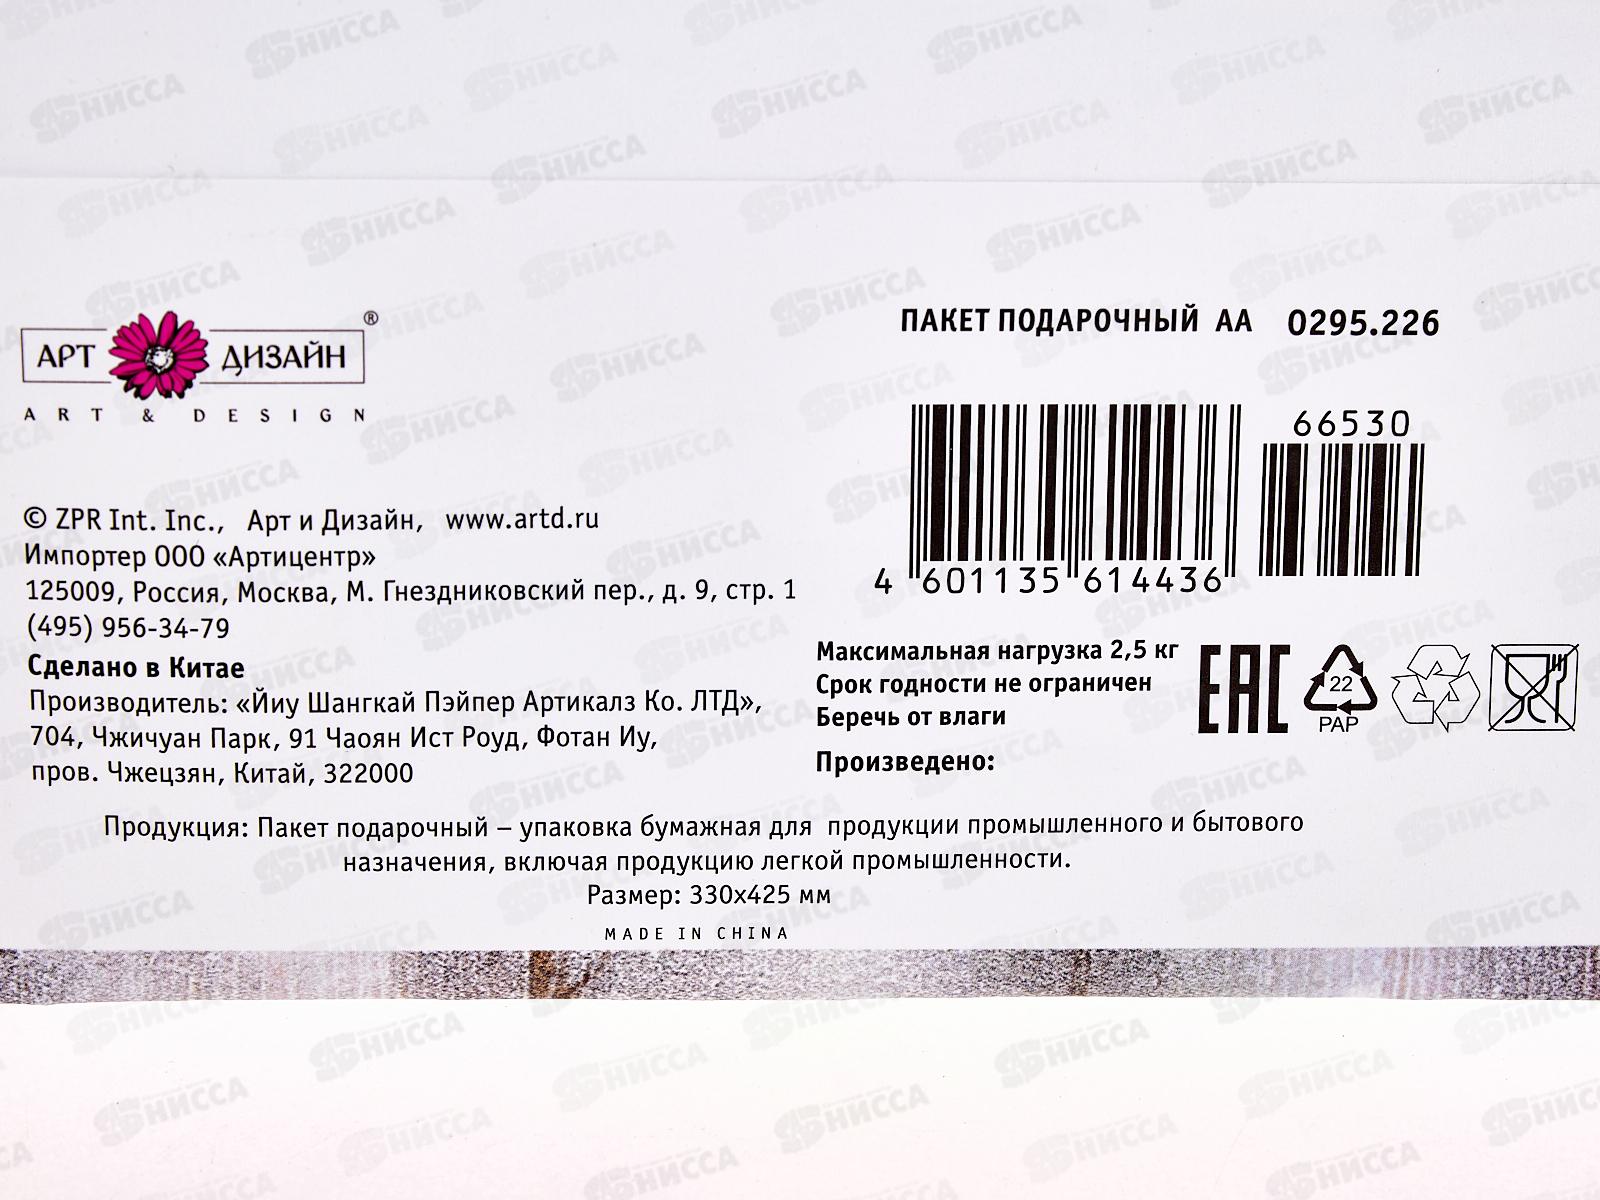 АРТ ДИЗАЙН ®
ART & DESIGN
© ZPR Int. Inc., Арт и Дизайн, www.artd.ru
Импортер ООО «Артицентр»
125009, Россия, Москва, М. Гнездниковский пер., д. 9, стр. 1
(495) 956-34-79
Сделано в Китае
Производитель: «Йиу Шангкай Пэйпер Артикалз Ко. ЛТД»,
704, Чжичуан Парк, 91 Чаоян Ист Роуд, Фотан Иу,
пров. Чжецзян, Китай, 322000
ПАКЕТ ПОДАРОЧНЫЙ АА 0295.226
66530
4 601135 614436
Максимальная нагрузка 2,5 кг
Срок годности не ограничен
Беречь от влаги
Произведено:
EAC
22
PAP
Продукция: Пакет подарочный – упаковка бумажная для продукции промышленного и бытового
назначения, включая продукцию легкой промышленности.
Размер: 330х425 мм
MADE IN CHINA
НИССА